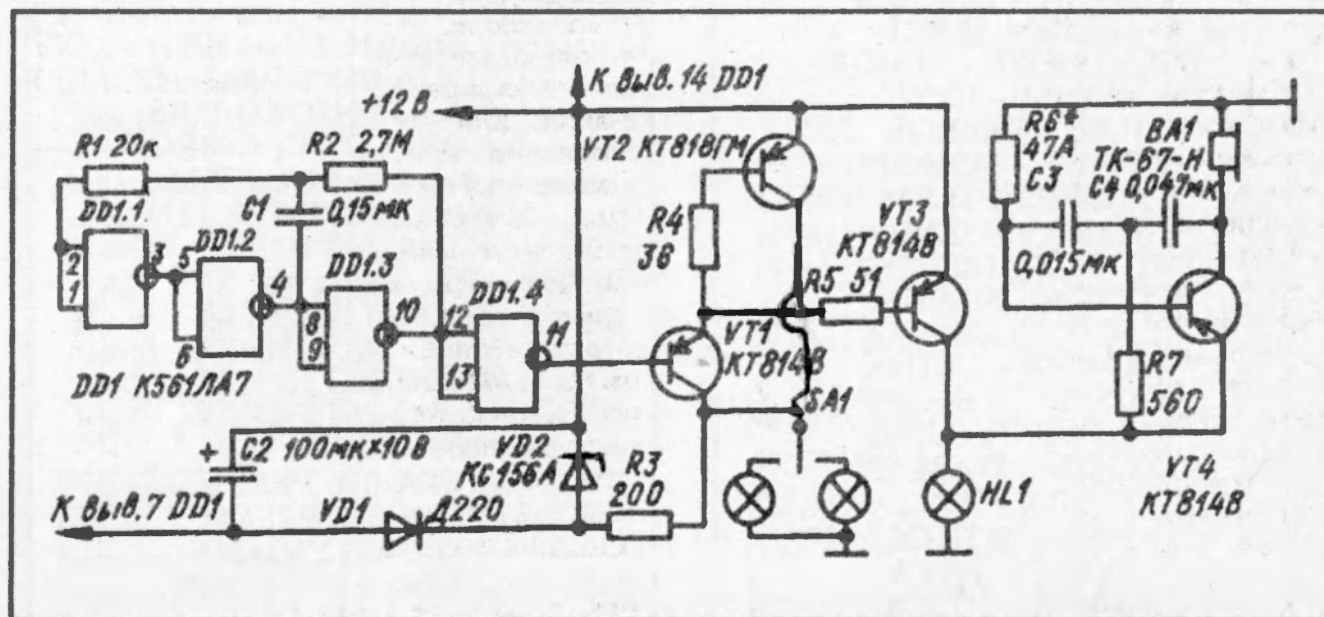 К выв. 14 DD1
+12В
R1 20к
R2 2,7М
VT2 КТ818ГМ
R6*
47А
C3
BA1
ТК-67-Н
C4 0,047мк
DD1.1
C1
0,15мк
R4
36
VT3
КТ814В
2
1
3
DD1.2
5
6
4
DD1.3
8
9
10
DD1.4
12
13
11
0,015мк
R5 51
VT1
КТ814В
DD1 К561ЛА7
R7
560
SA1
+
C2 100мк×10В
VD2
КС156А
R3
200
HL1
VT4
КТ814В
К выв. 7 DD1
VD1
Д220